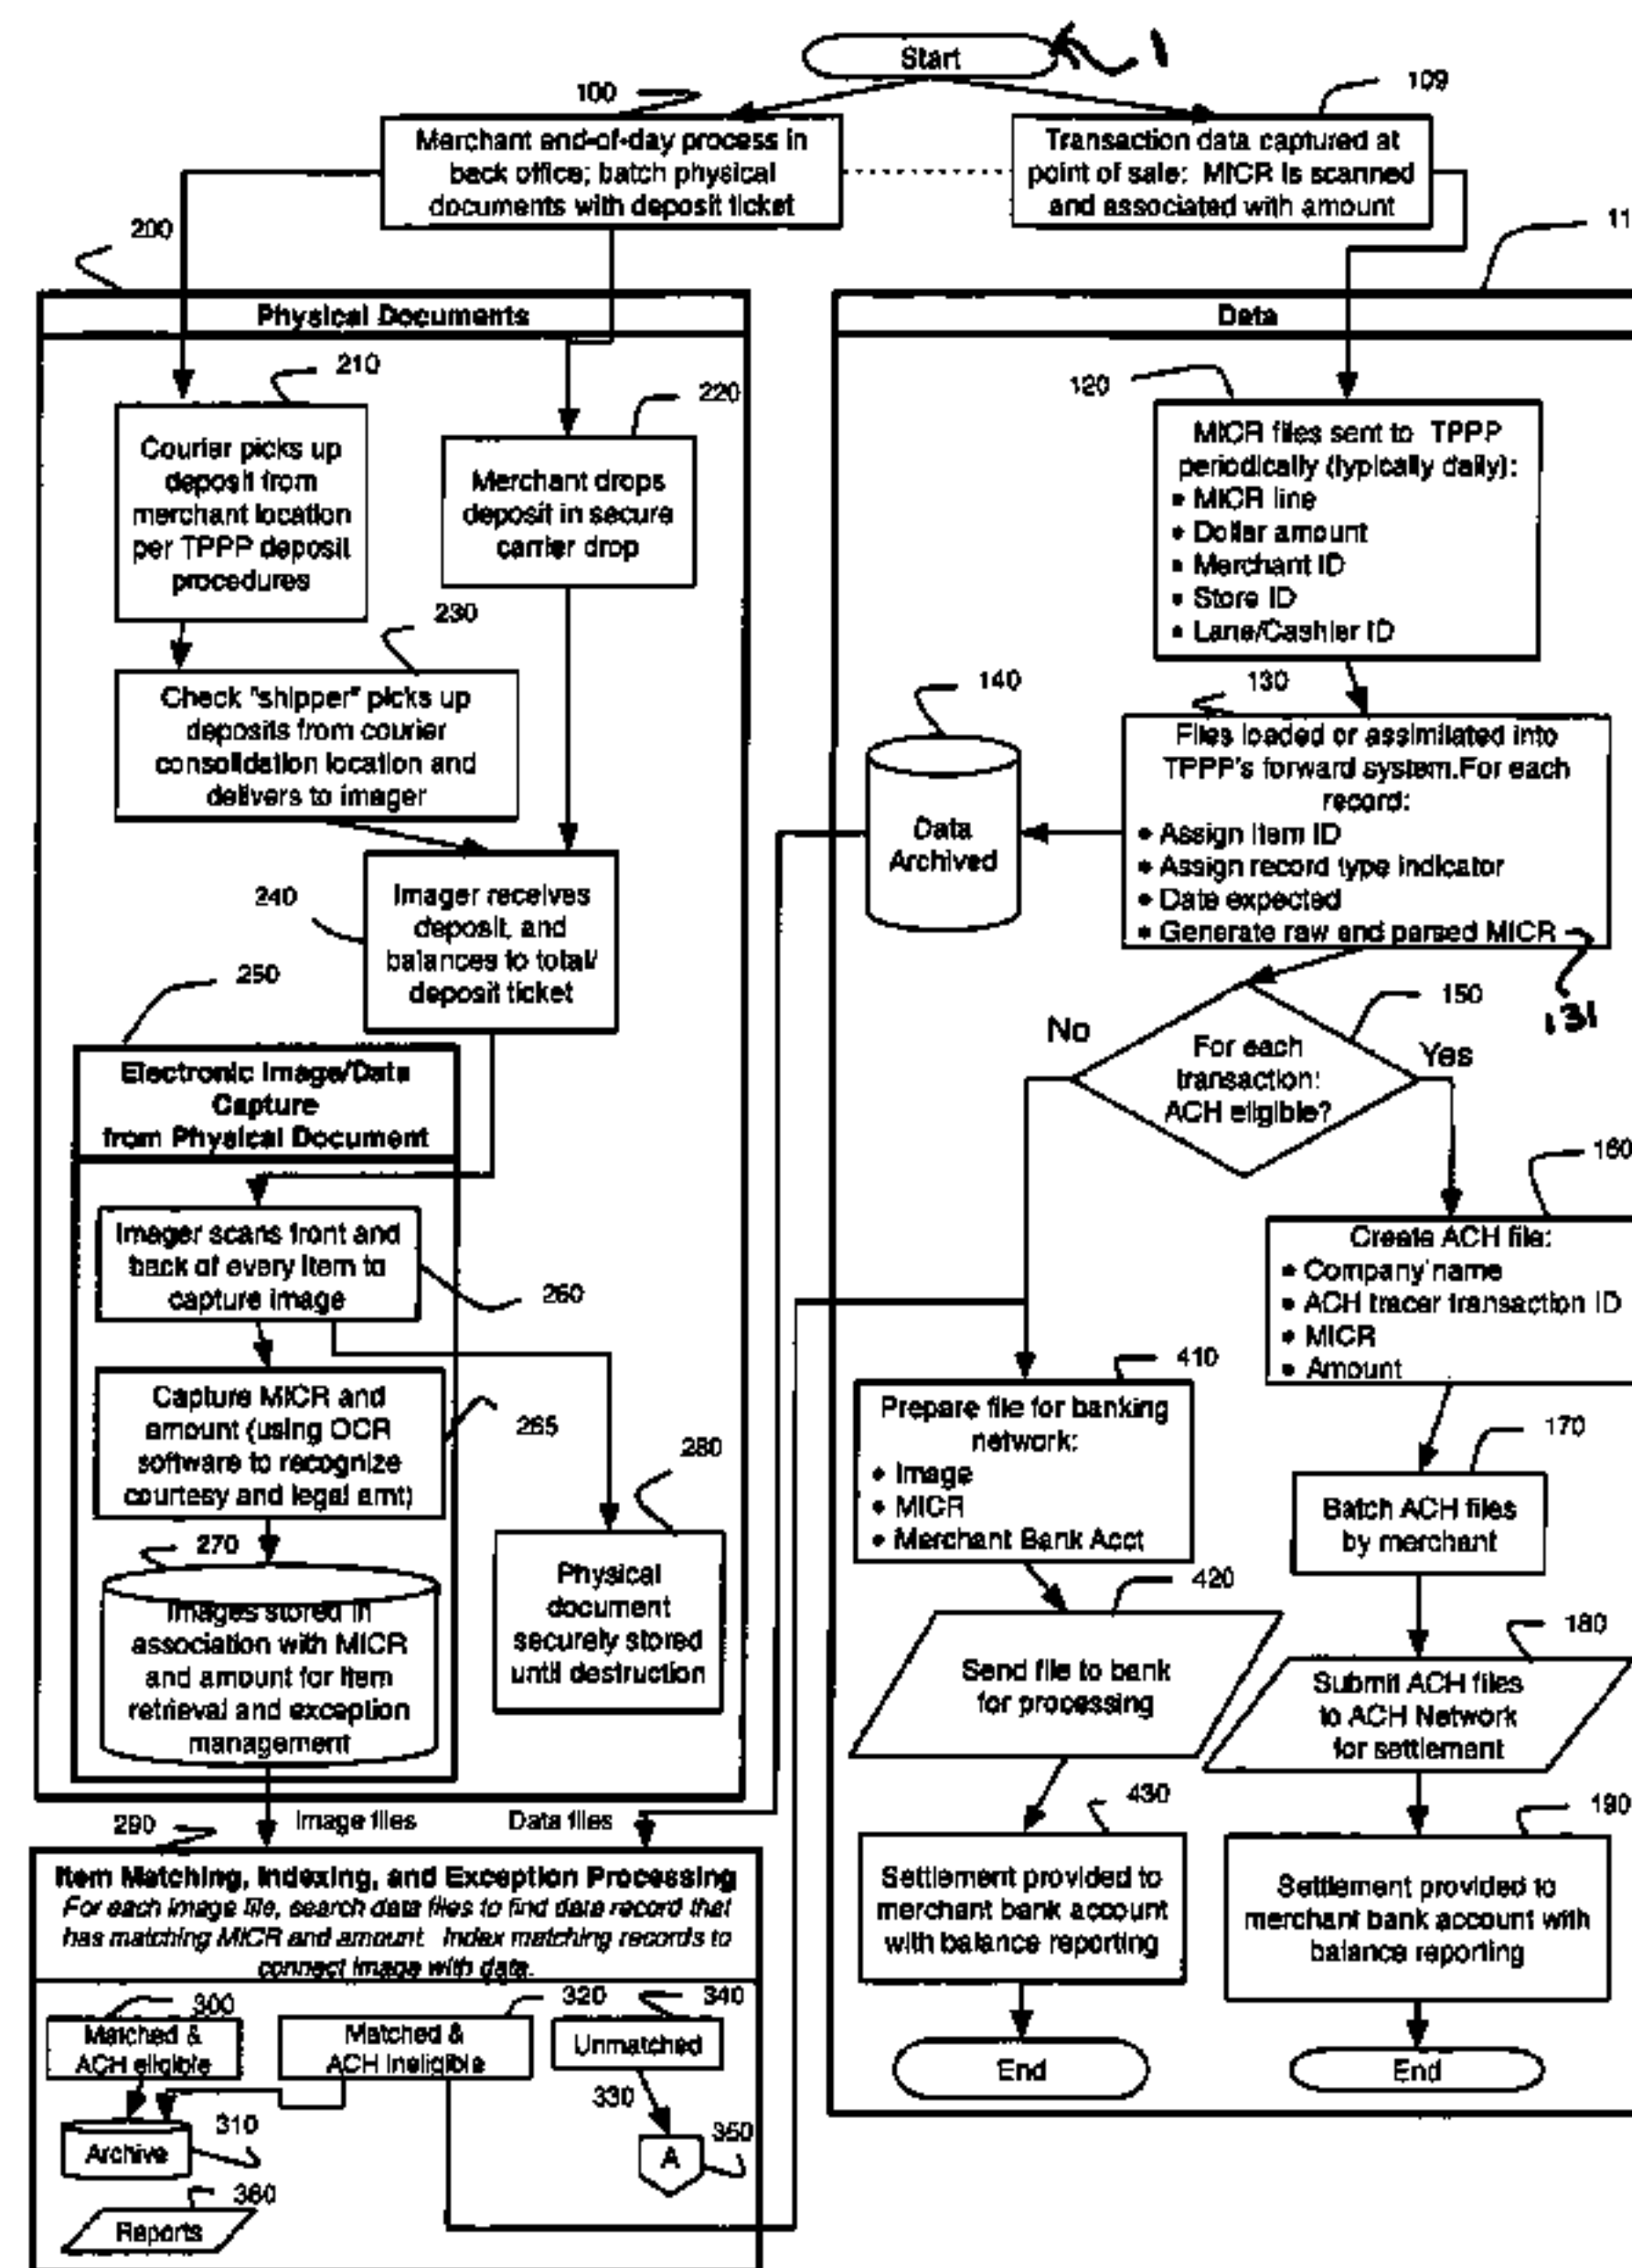 Start
1
100
109
Merchant end-of-day process in
back office; batch physical
documents with deposit ticket
Transaction data captured at
point of sale: MICR is scanned
and associated with amount
200
11
Physical Documents
210
220
Courier picks up
deposit from
merchant location
per TPPP deposit
procedures
Merchant drops
deposit in secure
carrier drop
230
Check "shipper" picks up
deposits from courier
consolidation location and
delivers to imager
240
Imager receives
deposit, and
balances to total/
deposit ticket
250
Electronic Image/Data
Capture
from Physical Document
Imager scans front and
back of every item to
capture image
260
Capture MICR and
amount (using OCR
software to recognize
courtesy and legal amt)
265
280
Physical
document
securely stored
until destruction
270
Images stored in
association with MICR
and amount for item
retrieval and exception
management
Data
120
MICR files sent to TPPP
periodically (typically daily):
• MICR line
• Dollar amount
• Merchant ID
• Store ID
• Lane/Cashier ID
130
140
Data
Archived
Files loaded or assimilated into
TPPP's forward system.For each
record:
• Assign Item ID
• Assign record type indicator
• Date expected
• Generate raw and parsed MICR
131
150
No
Yes
For each
transaction:
ACH eligible?
160
Create ACH file:
• Company name
• ACH tracer transaction ID
• MICR
• Amount
410
Prepare file for banking
network:
• Image
• MICR
• Merchant Bank Acct
170
Batch ACH files
by merchant
420
Send file to bank
for processing
180
Submit ACH files
to ACH Network
for settlement
430
Settlement provided to
merchant bank account
with balance reporting
190
Settlement provided to
merchant bank account with
balance reporting
End
End
290
Image files
Data files
Item Matching, Indexing, and Exception Processing
For each image file, search data files to find data record that
has matching MICR and amount. Index matching records to
connect image with data.
300
320
340
Matched &
ACH eligible
Matched &
ACH Ineligible
Unmatched
330
310
Archive
350
A
360
Reports